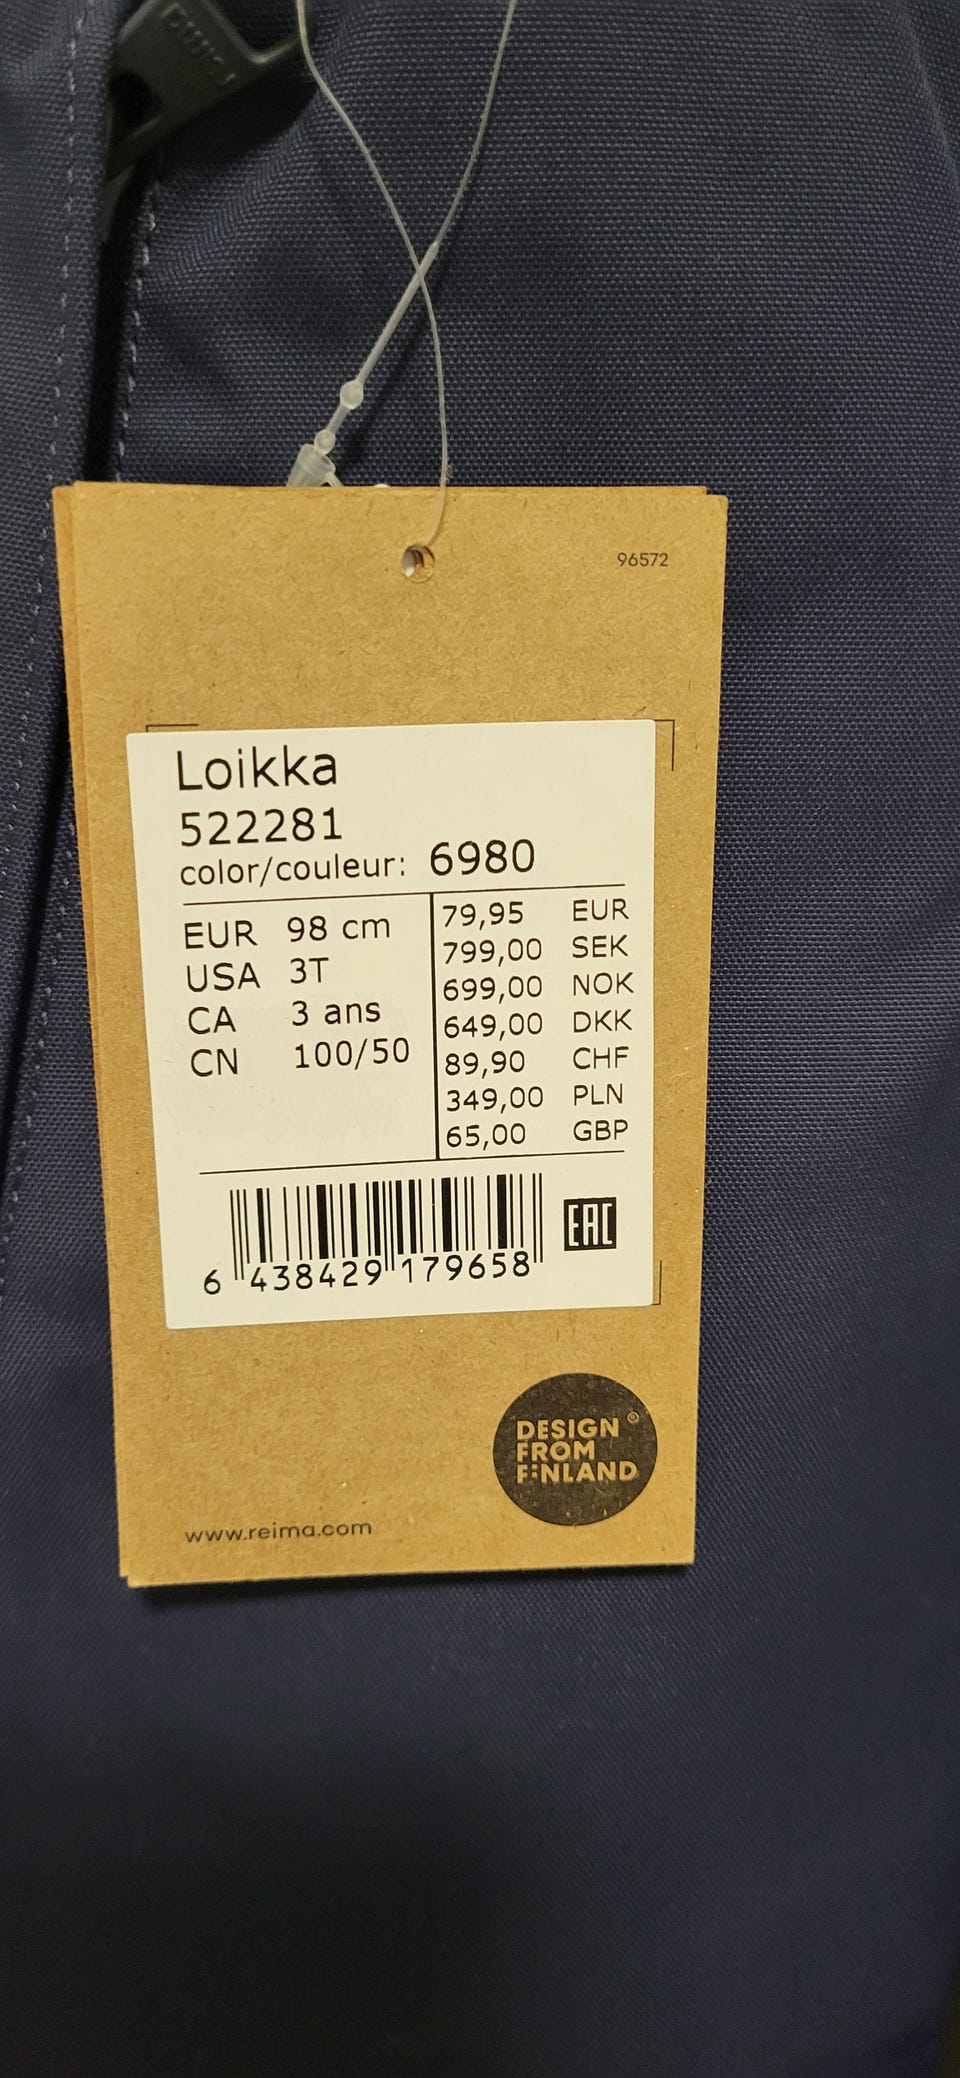 reima
96572
Loikka
522281
color/couleur: 6980
EUR 98 cm
USA 3T
CA 3 ans
CN 100/50
79,95 EUR
799,00 SEK
699,00 NOK
649,00 DKK
89,90 CHF
349,00 PLN
65,00 GBP
6 438429 179658
EAC
DESIGN ®
FROM
FINLAND
www.reima.com